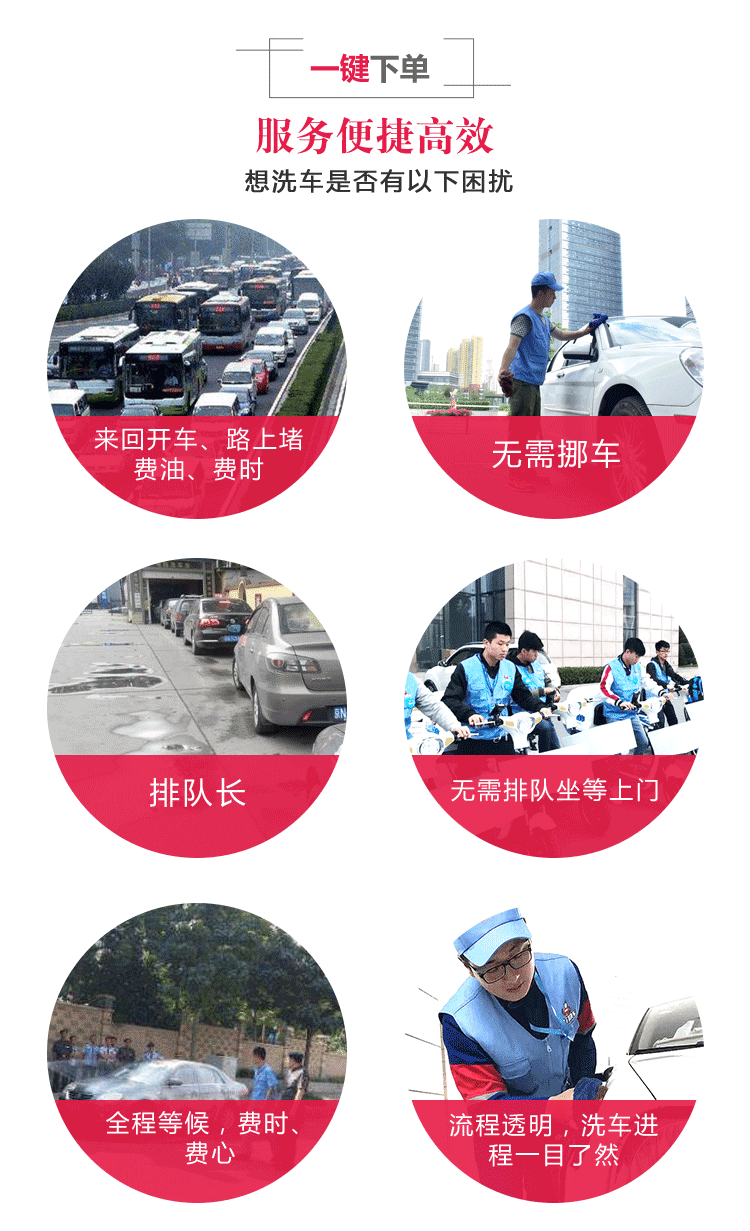 一键下单
服务便捷高效
想洗车是否有以下困扰
来回开车、路上堵
费油、费时
无需挪车
排队长
无需排队坐等上门
全程等候，费时、
费心
流程透明，洗车进
程一目了然